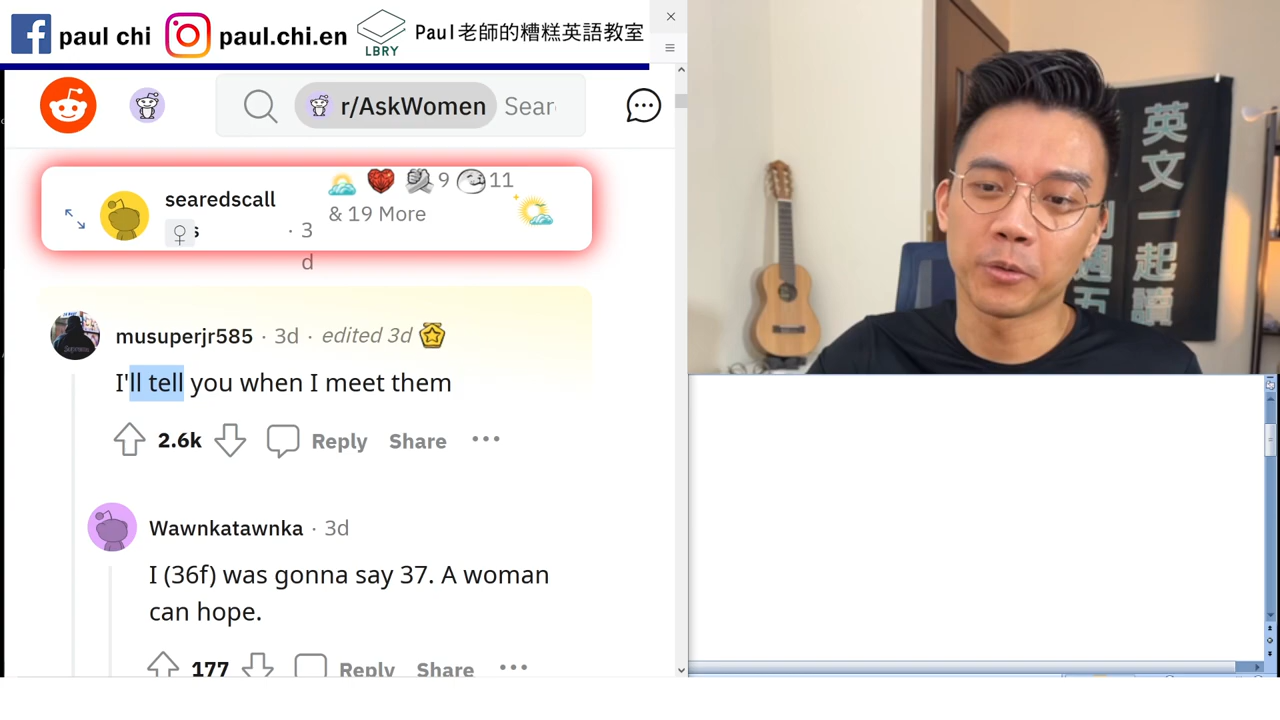 paul chi
paul.chi.en
LBRY
Paul老師的糟糕英語教室
r/AskWomen
Sear
searedscall
s
· 3
d
9
11
& 19 More
musuperjr585 · 3d · edited 3d
I'll tell you when I meet them
2.6k
Reply
Share
Wawnkatawnka · 3d
I (36f) was gonna say 37. A woman
can hope.
177
Reply
Share
英文一起讀
週五